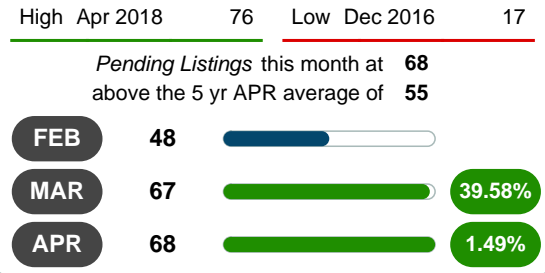 High Apr 2018 76 Low Dec 2016 17
Pending Listings this month at 68
above the 5 yr APR average of 55
FEB 48
MAR 67 39.58%
APR 68 1.49%